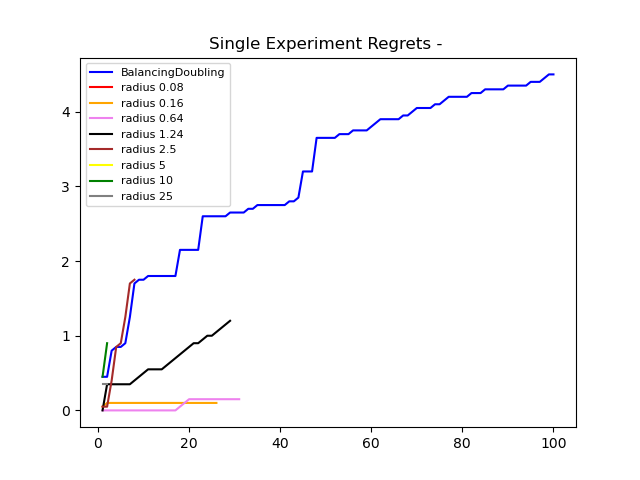 Single Experiment Regrets -
BalancingDoubling
radius 0.08
radius 0.16
radius 0.64
radius 1.24
radius 2.5
radius 5
radius 10
radius 25
4
3
2
1
0
0 20 40 60 80 100